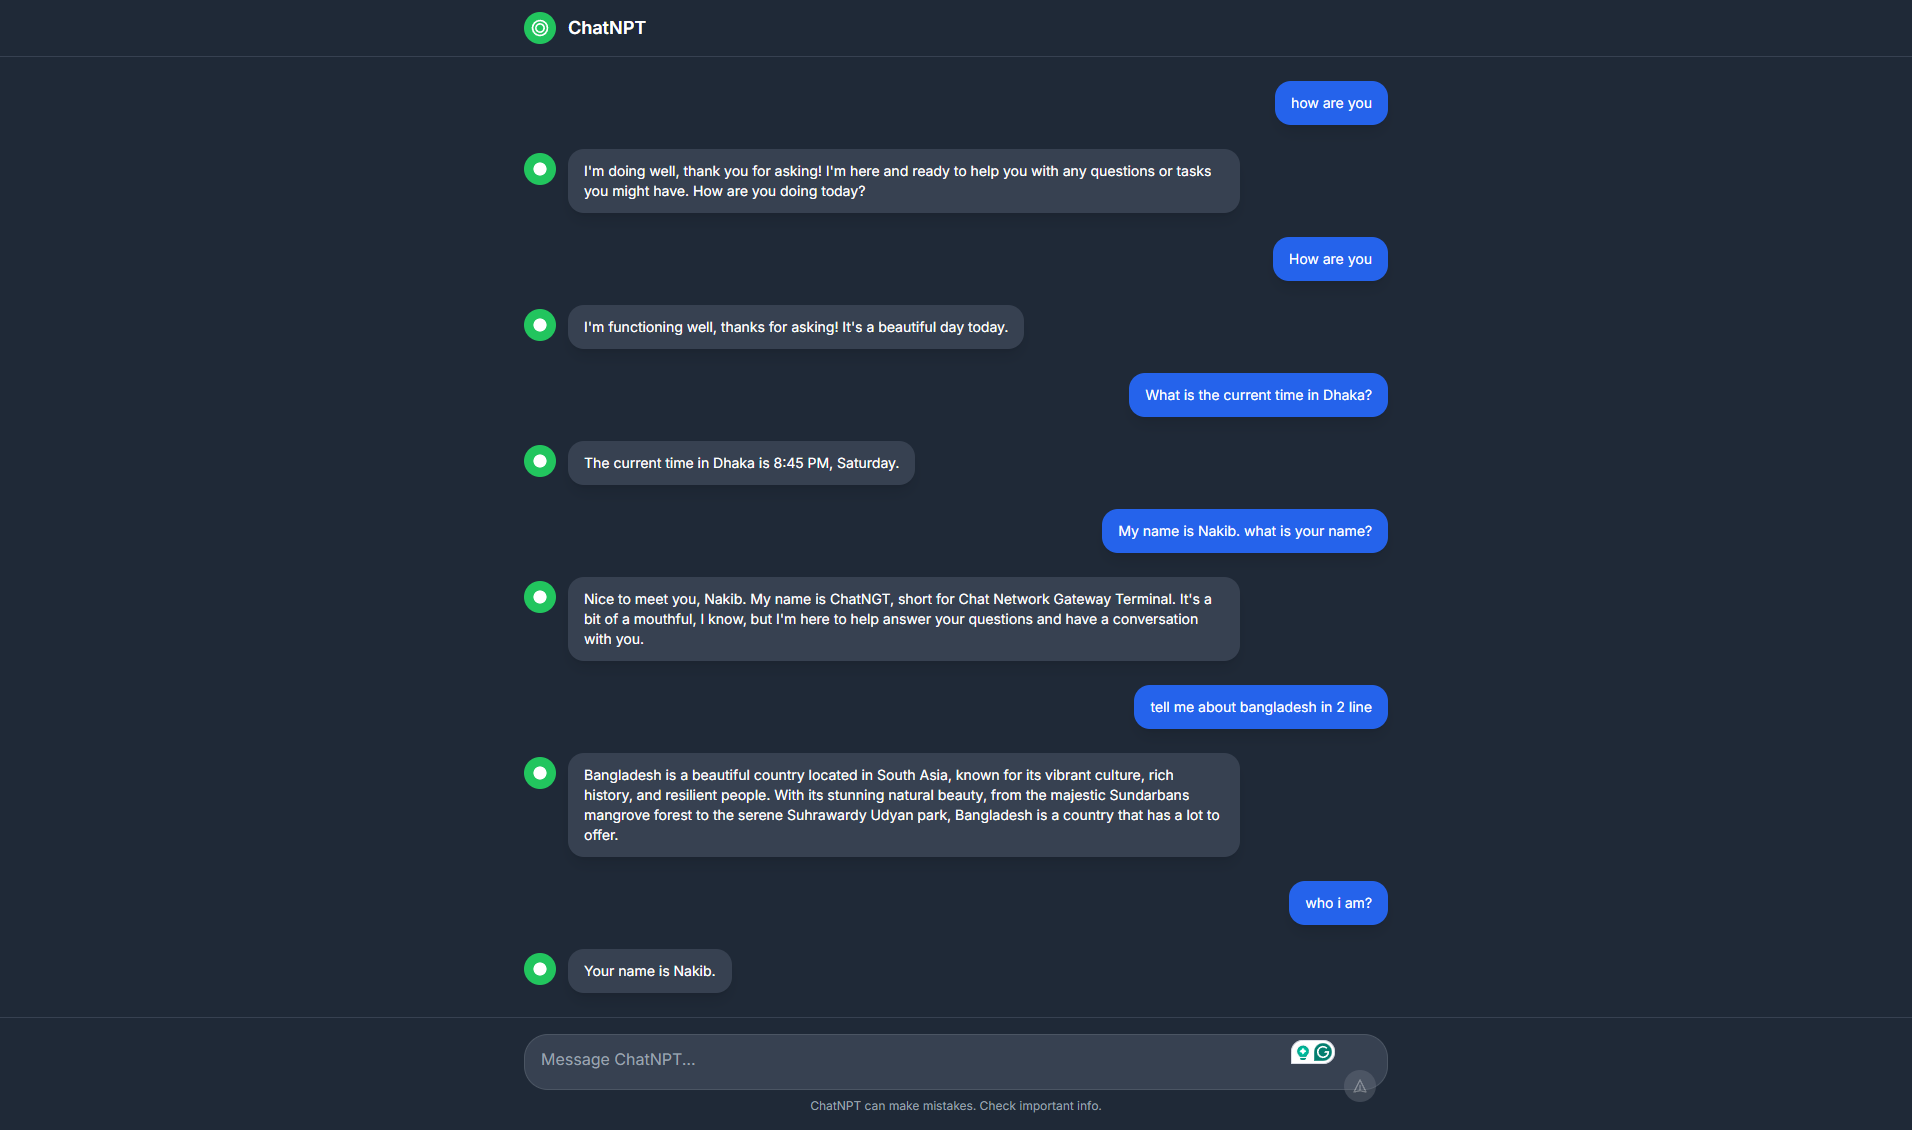 ChatNPT
how are you
I'm doing well, thank you for asking! I'm here and ready to help you with any questions or tasks
you might have. How are you doing today?
How are you
I'm functioning well, thanks for asking! It's a beautiful day today.
What is the current time in Dhaka?
The current time in Dhaka is 8:45 PM, Saturday.
My name is Nakib. what is your name?
Nice to meet you, Nakib. My name is ChatNGT, short for Chat Network Gateway Terminal. It's a
bit of a mouthful, I know, but I'm here to help answer your questions and have a conversation
with you.
tell me about bangladesh in 2 line
Bangladesh is a beautiful country located in South Asia, known for its vibrant culture, rich
history, and resilient people. With its stunning natural beauty, from the majestic Sundarbans
mangrove forest to the serene Suhrawardy Udyan park, Bangladesh is a country that has a lot to
offer.
who i am?
Your name is Nakib.
Message ChatNPT...
ChatNPT can make mistakes. Check important info.